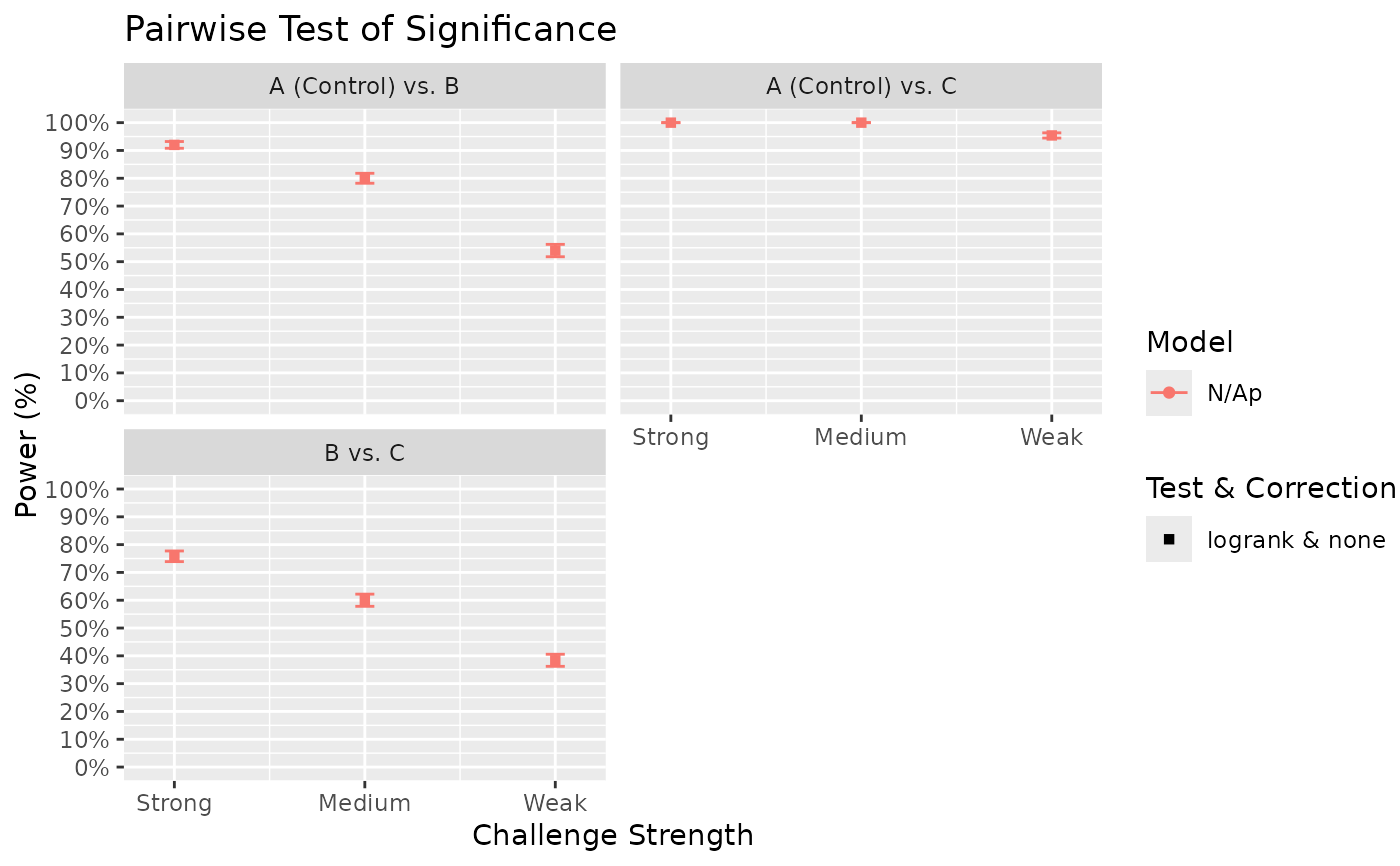 Pairwise Test of Significance
A (Control) vs. B
A (Control) vs. C
100%
90%
80%
70%
60%
50%
40%
30%
20%
10%
0%
Strong Medium Weak
B vs. C
100%
90%
80%
70%
60%
50%
40%
30%
20%
10%
0%
Strong Medium Weak
Challenge Strength
Power (%)
Model
N/Ap
Test & Correction
logrank & none